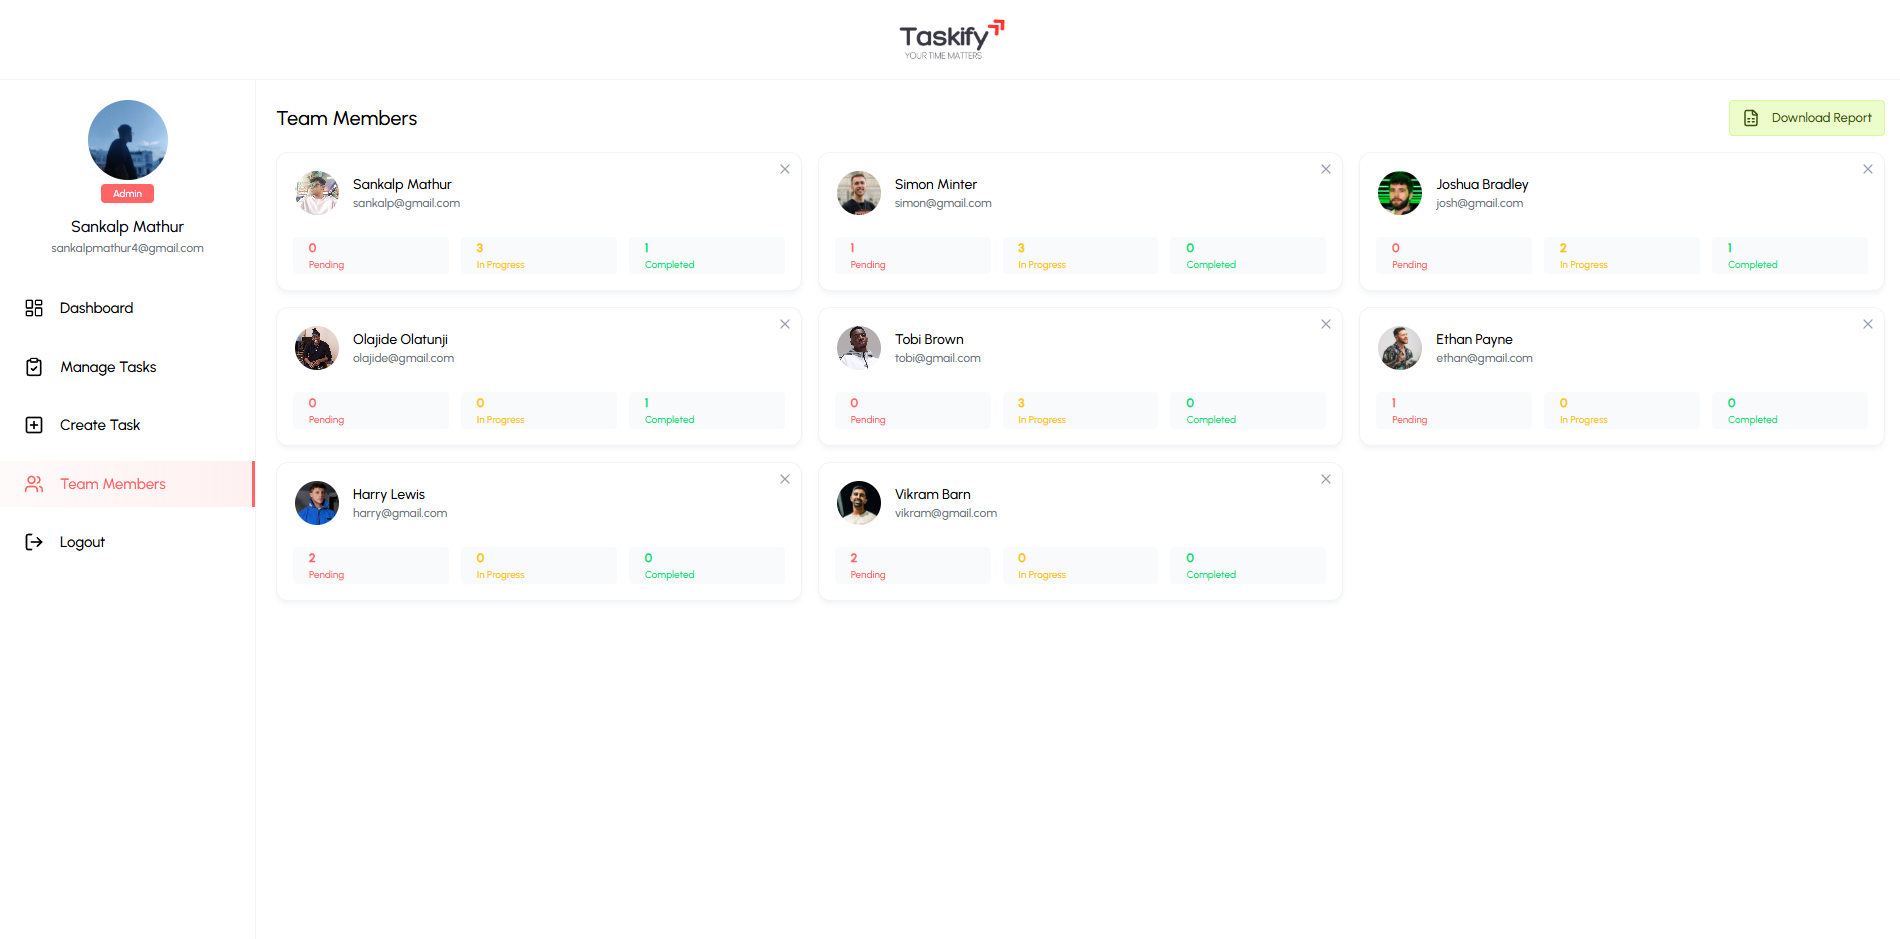 Taskify
YOUR TIME MATTERS
Admin
Sankalp Mathur
sankalpmathur4@gmail.com
Dashboard
Manage Tasks
Create Task
Team Members
Logout
Team Members
Download Report
Sankalp Mathur
sankalp@gmail.com
0 3 1
Pending In Progress Completed
Simon Minter
simon@gmail.com
1 3 0
Pending In Progress Completed
Joshua Bradley
josh@gmail.com
0 2 1
Pending In Progress Completed
Olajide Olatunji
olajide@gmail.com
0 0 1
Pending In Progress Completed
Tobi Brown
tobi@gmail.com
0 3 0
Pending In Progress Completed
Ethan Payne
ethan@gmail.com
1 0 0
Pending In Progress Completed
Harry Lewis
harry@gmail.com
2 0 0
Pending In Progress Completed
Vikram Barn
vikram@gmail.com
2 0 0
Pending In Progress Completed